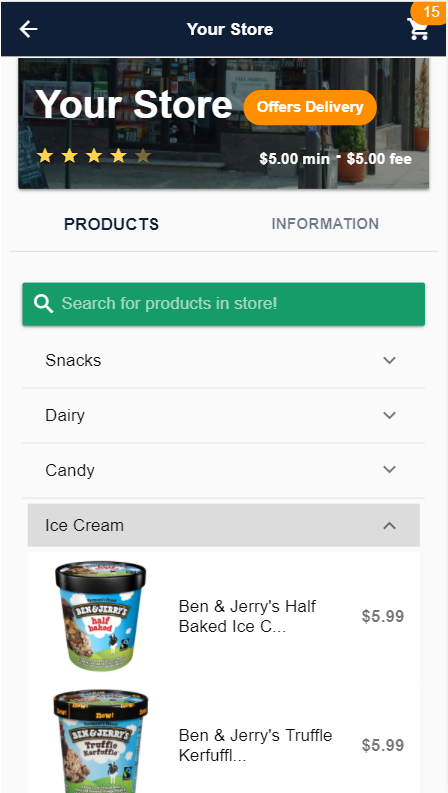 15
Your Store
Your Store
Offers Delivery
$5.00 min - $5.00 fee
PRODUCTS
INFORMATION
Search for products in store!
Snacks
Dairy
Candy
Ice Cream
BEN & JERRY'S
half
baked
Ben & Jerry's Half
Baked Ice C...
$5.99
New!
BEN & JERRY'S
Truffle
Kerfuffle
Ben & Jerry's Truffle
Kerfuffl...
$5.99